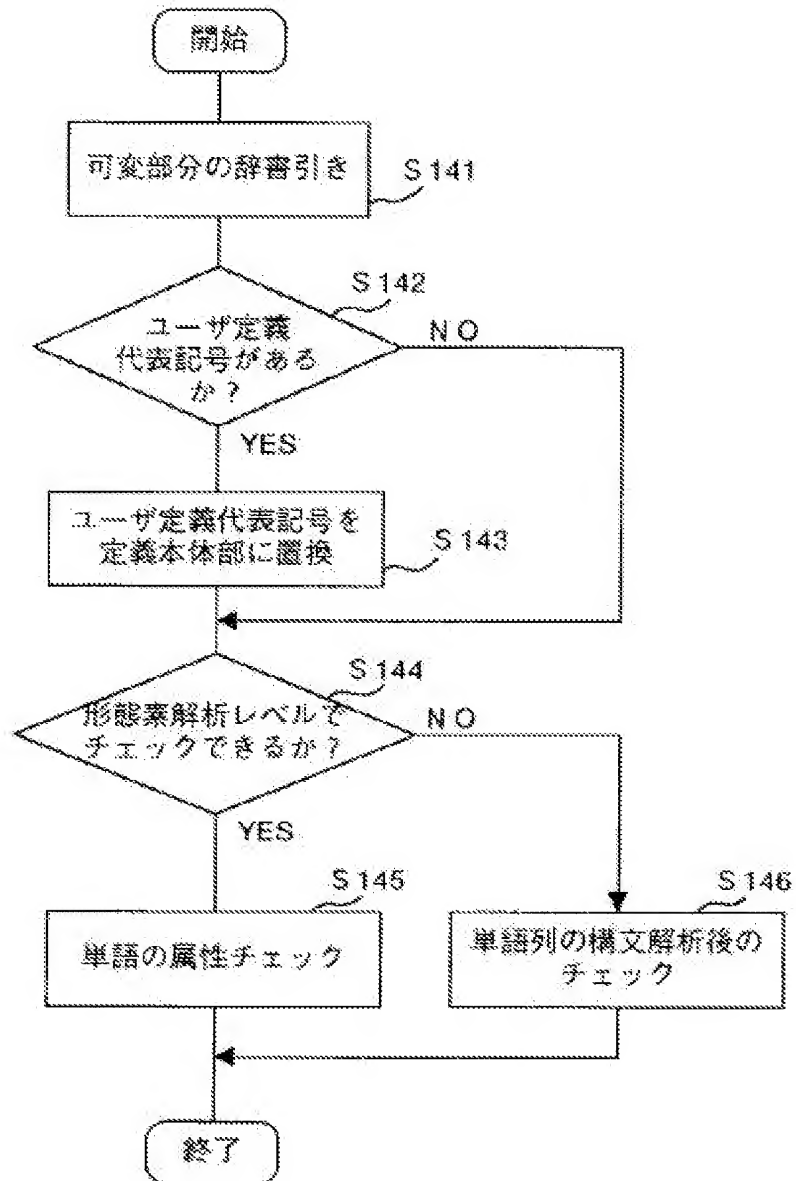 開始
可変部分の辞書引き
S141
S142
ユーザ定義
代表記号がある
か?
NO
YES
ユーザ定義代表記号を
定義本体部に置換
S143
S144
形態素解析レベルで
チェックできるか?
NO
YES
S145
単語の属性チェック
S146
単語列の構文解析後の
チェック
終了